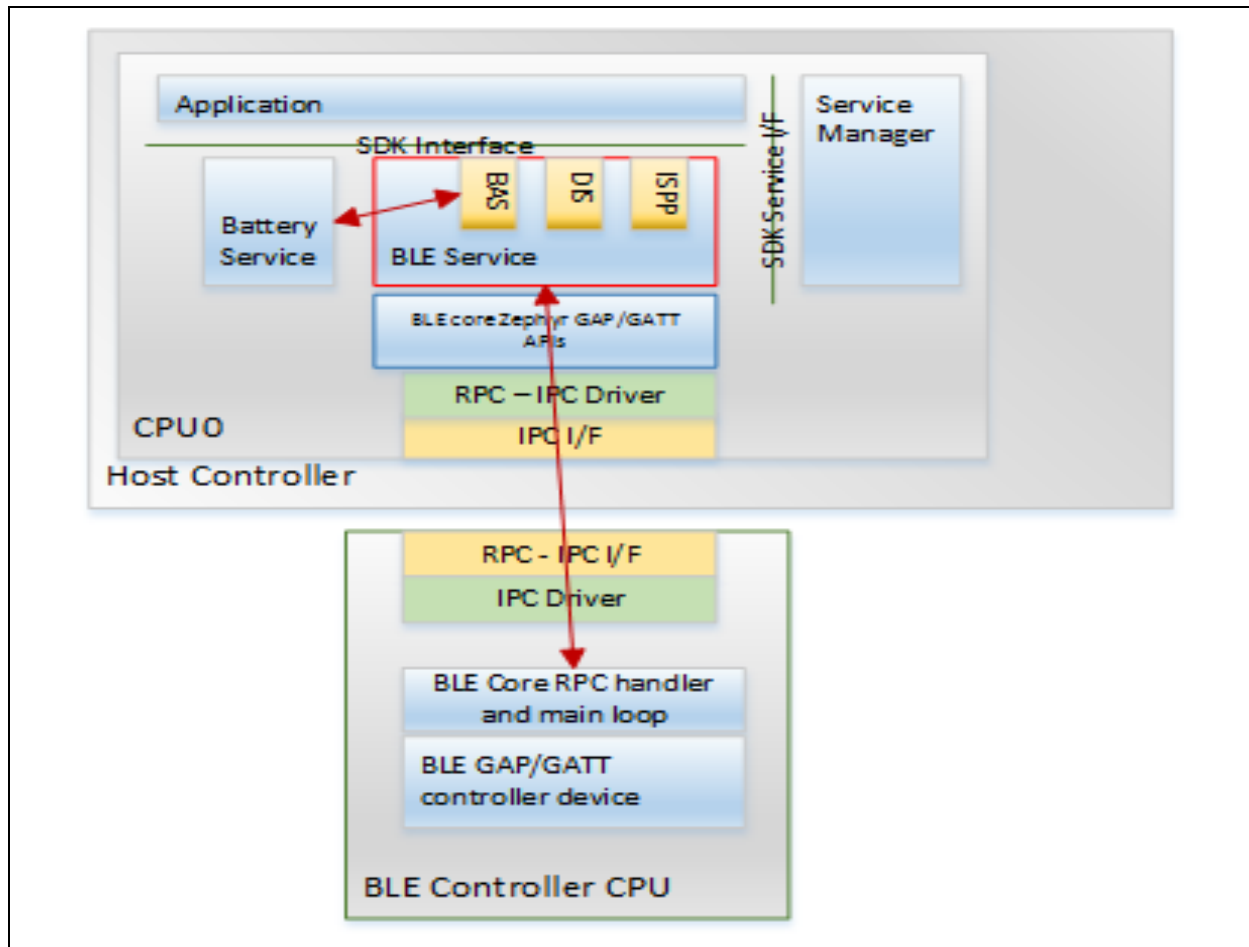 Application
SDK Interface
SDK Service I/F
Service
Manager
Battery
Service
BAS
DIS
ISPP
BLE Service
BLE core Zephyr GAP/GATT
APIs
RPC – IPC Driver
IPC I/F
CPU0
Host Controller
RPC - IPC I/F
IPC Driver
BLE Core RPC handler
and main loop
BLE GAP/GATT
controller device
BLE Controller CPU